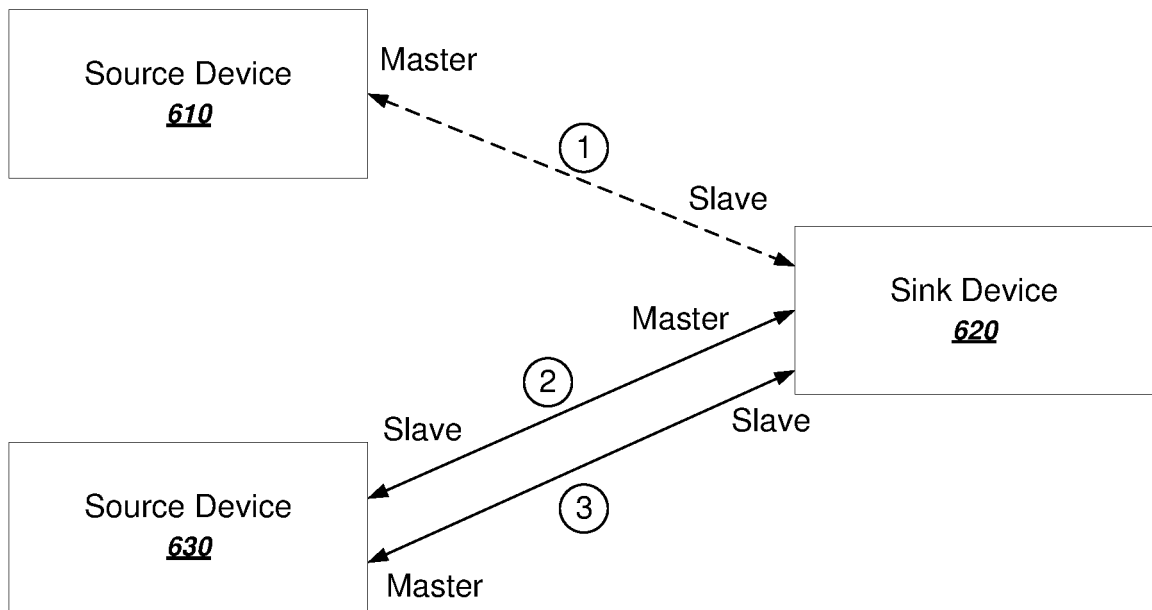 Source Device
610
Master
1
Slave
Sink Device
620
Master
2
Slave
Slave
Source Device
630
3
Master